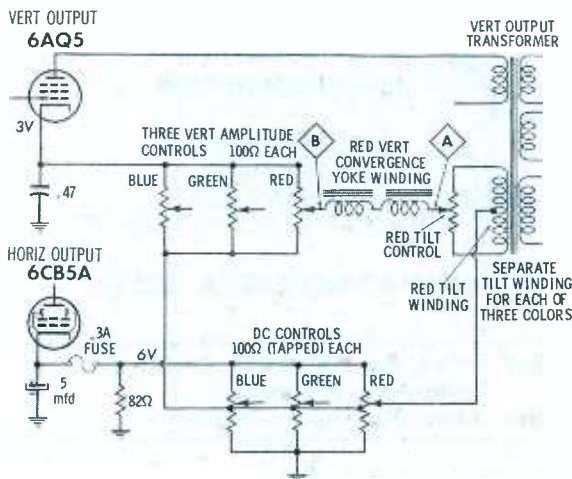 VERT OUTPUT
6AQ5
VERT OUTPUT
TRANSFORMER
3V
THREE VERT AMPLITUDE
CONTROLS 100Ω EACH
BLUE
GREEN
RED
B
RED VERT
CONVERGENCE
YOKE WINDING
A
.47
RED TILT
CONTROL
HORIZ OUTPUT
6CB5A
RED TILT
WINDING
SEPARATE
TILT WINDING
FOR EACH OF
THREE COLORS
.3A
FUSE
6V
DC CONTROLS
100Ω (TAPPED) EACH
BLUE
GREEN
RED
5
mfd
82Ω